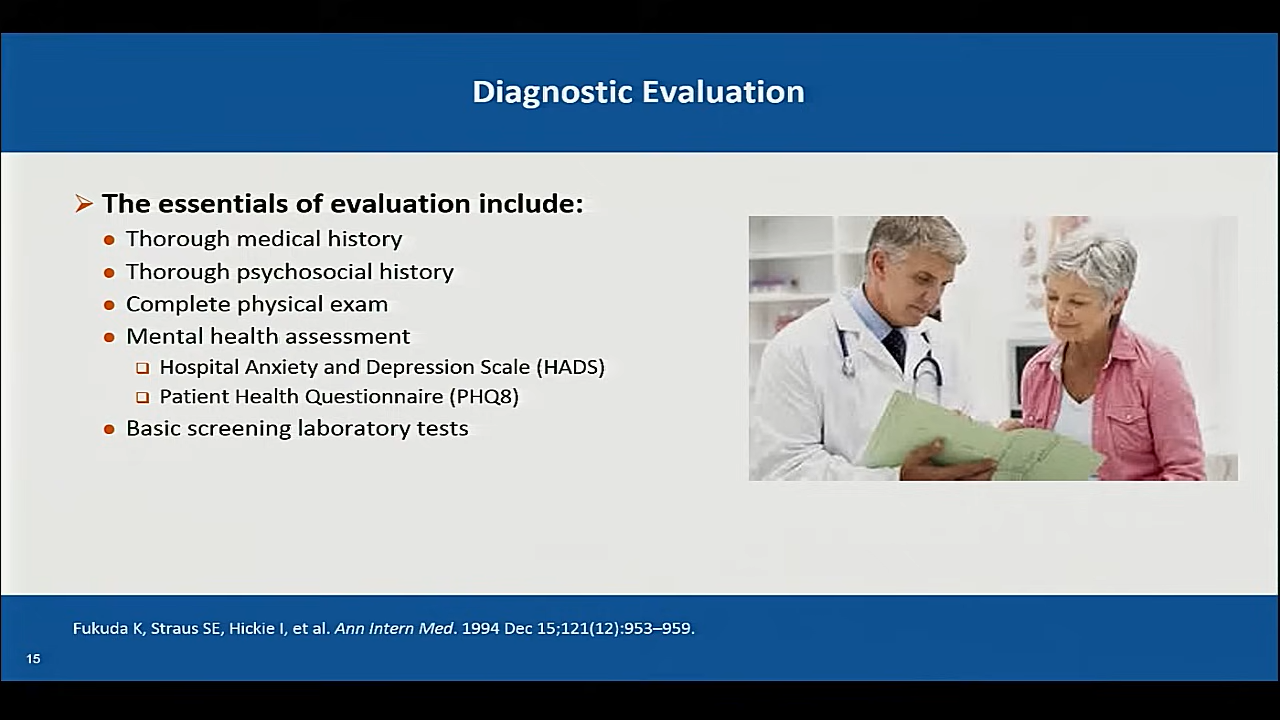 Diagnostic Evaluation
The essentials of evaluation include:
Thorough medical history
Thorough psychosocial history
Complete physical exam
Mental health assessment
Hospital Anxiety and Depression Scale (HADS)
Patient Health Questionnaire (PHQ8)
Basic screening laboratory tests
Fukuda K, Straus SE, Hickie I, et al. Ann Intern Med. 1994 Dec 15;121(12):953–959.
15